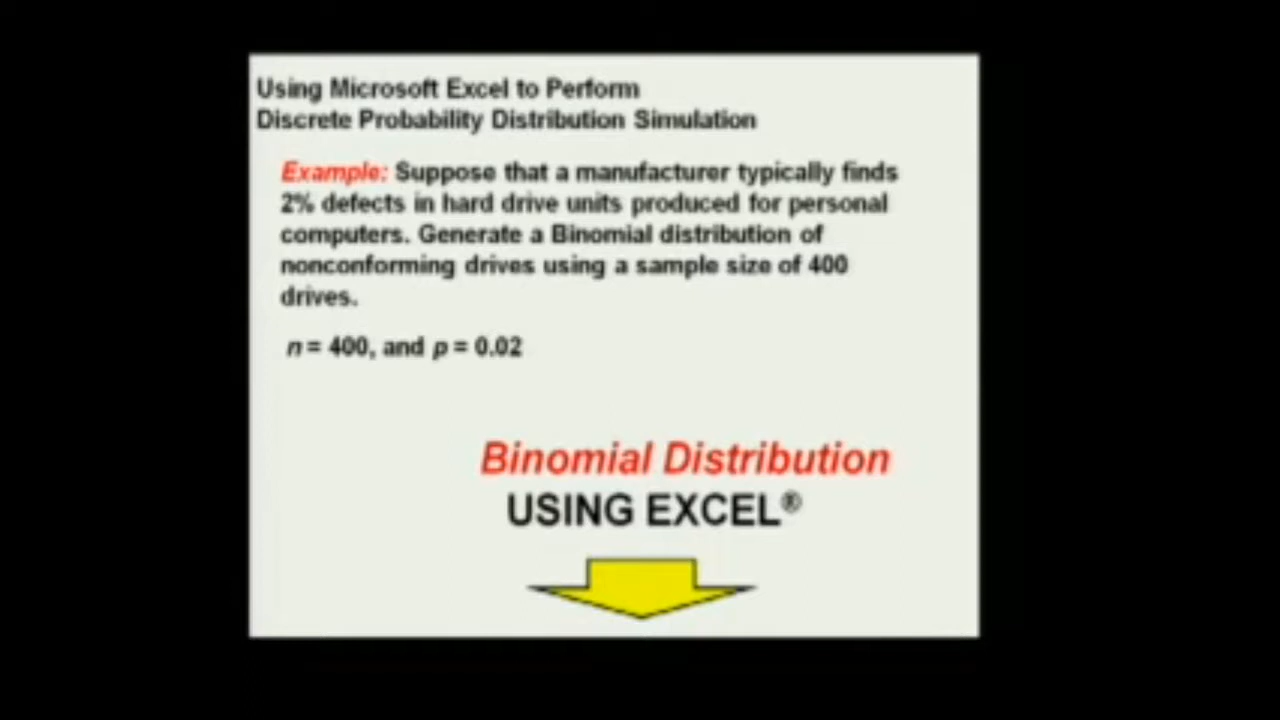 Using Microsoft Excel to Perform
Discrete Probability Distribution Simulation
Example: Suppose that a manufacturer typically finds
2% defects in hard drive units produced for personal
computers. Generate a Binomial distribution of
nonconforming drives using a sample size of 400
drives.
n = 400, and p = 0.02
Binomial Distribution
USING EXCEL®